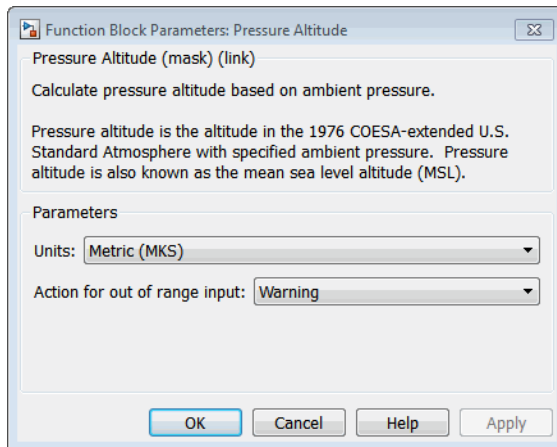 Function Block Parameters: Pressure Altitude
Pressure Altitude (mask) (link)
Calculate pressure altitude based on ambient pressure.
Pressure altitude is the altitude in the 1976 COESA-extended U.S.
Standard Atmosphere with specified ambient pressure.  Pressure
altitude is also known as the mean sea level altitude (MSL).
Parameters
Units: Metric (MKS)
Action for out of range input: Warning
OK Cancel Help Apply